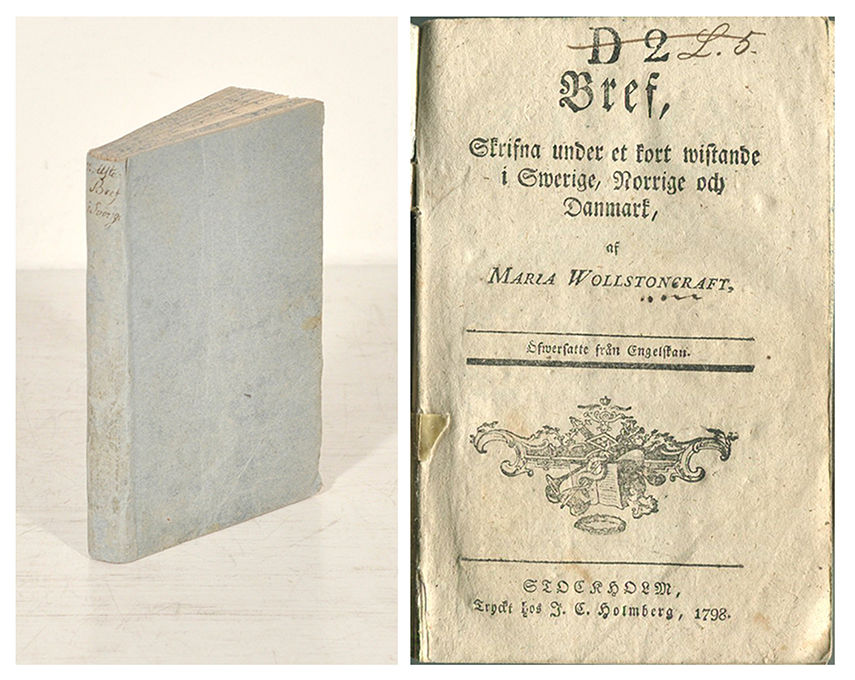 Bref
D 2 L. 5.
Bref,
Skrifna under et kort wistande
i Swerige, Norrige och
Danmark,
af
MARIA WOLLSTONCRAFT.
Öfwersatte från Engelskan.
STOCKHOLM,
Tryckt hos J. C. Holmberg, 1798.